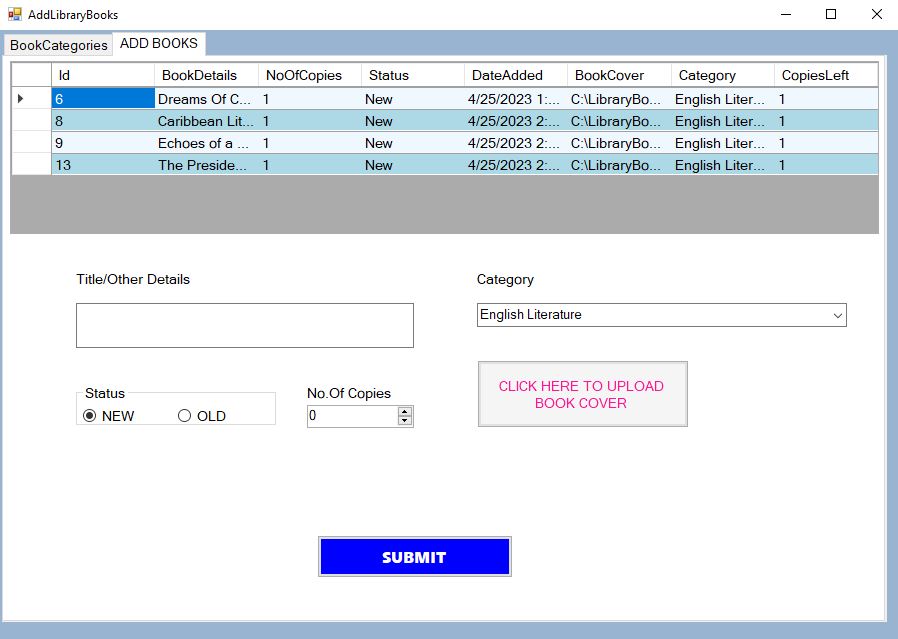 AddLibraryBooks
BookCategories ADD BOOKS
Id BookDetails NoOfCopies Status DateAdded BookCover Category CopiesLeft
6 Dreams Of C... 1 New 4/25/2023 1:... C:\LibraryBo... English Liter... 1
8 Caribbean Lit... 1 New 4/25/2023 2:... C:\LibraryBo... English Liter... 1
9 Echoes of a ... 1 New 4/25/2023 2:... C:\LibraryBo... English Liter... 1
13 The Preside... 1 New 4/25/2023 2:... C:\LibraryBo... English Liter... 1
Title/Other Details Category
English Literature
Status No.Of Copies
NEW OLD 0
CLICK HERE TO UPLOAD
BOOK COVER
SUBMIT